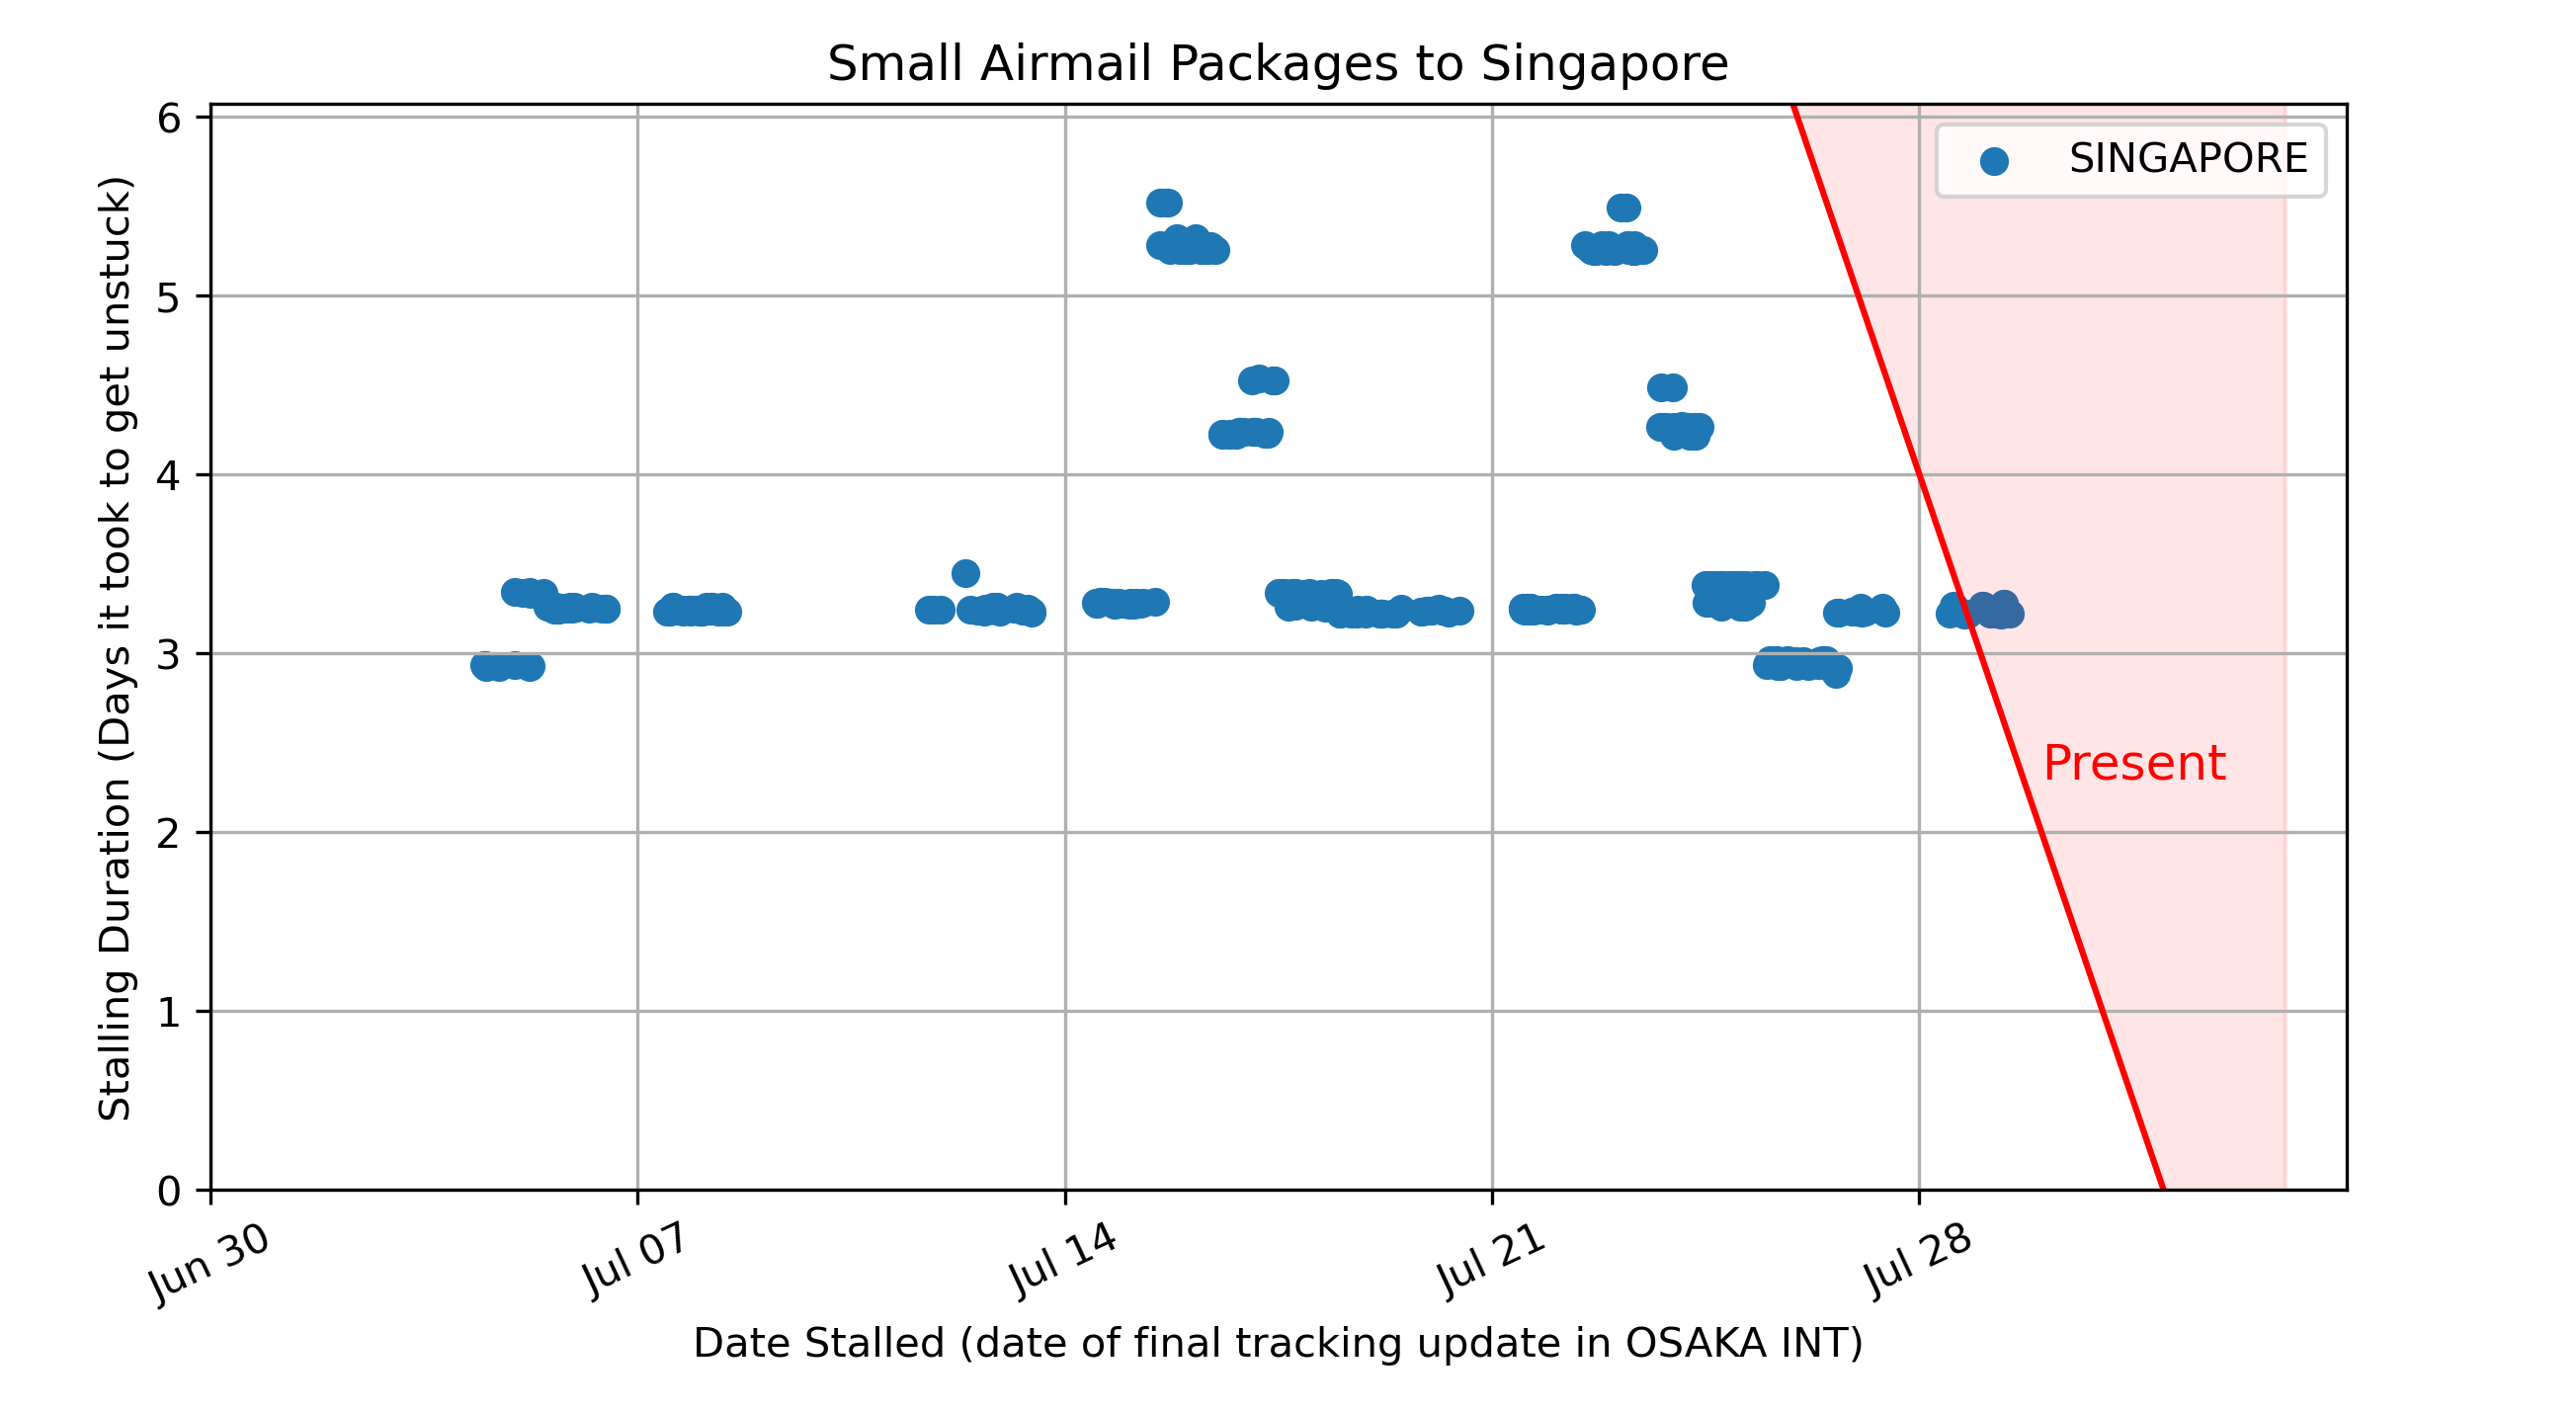 Small Airmail Packages to Singapore
SINGAPORE
6
5
4
3
2
1
0
Stalling Duration (Days it took to get unstuck)
Present
Jun 30
Jul 07
Jul 14
Jul 21
Jul 28
Date Stalled (date of final tracking update in OSAKA INT)